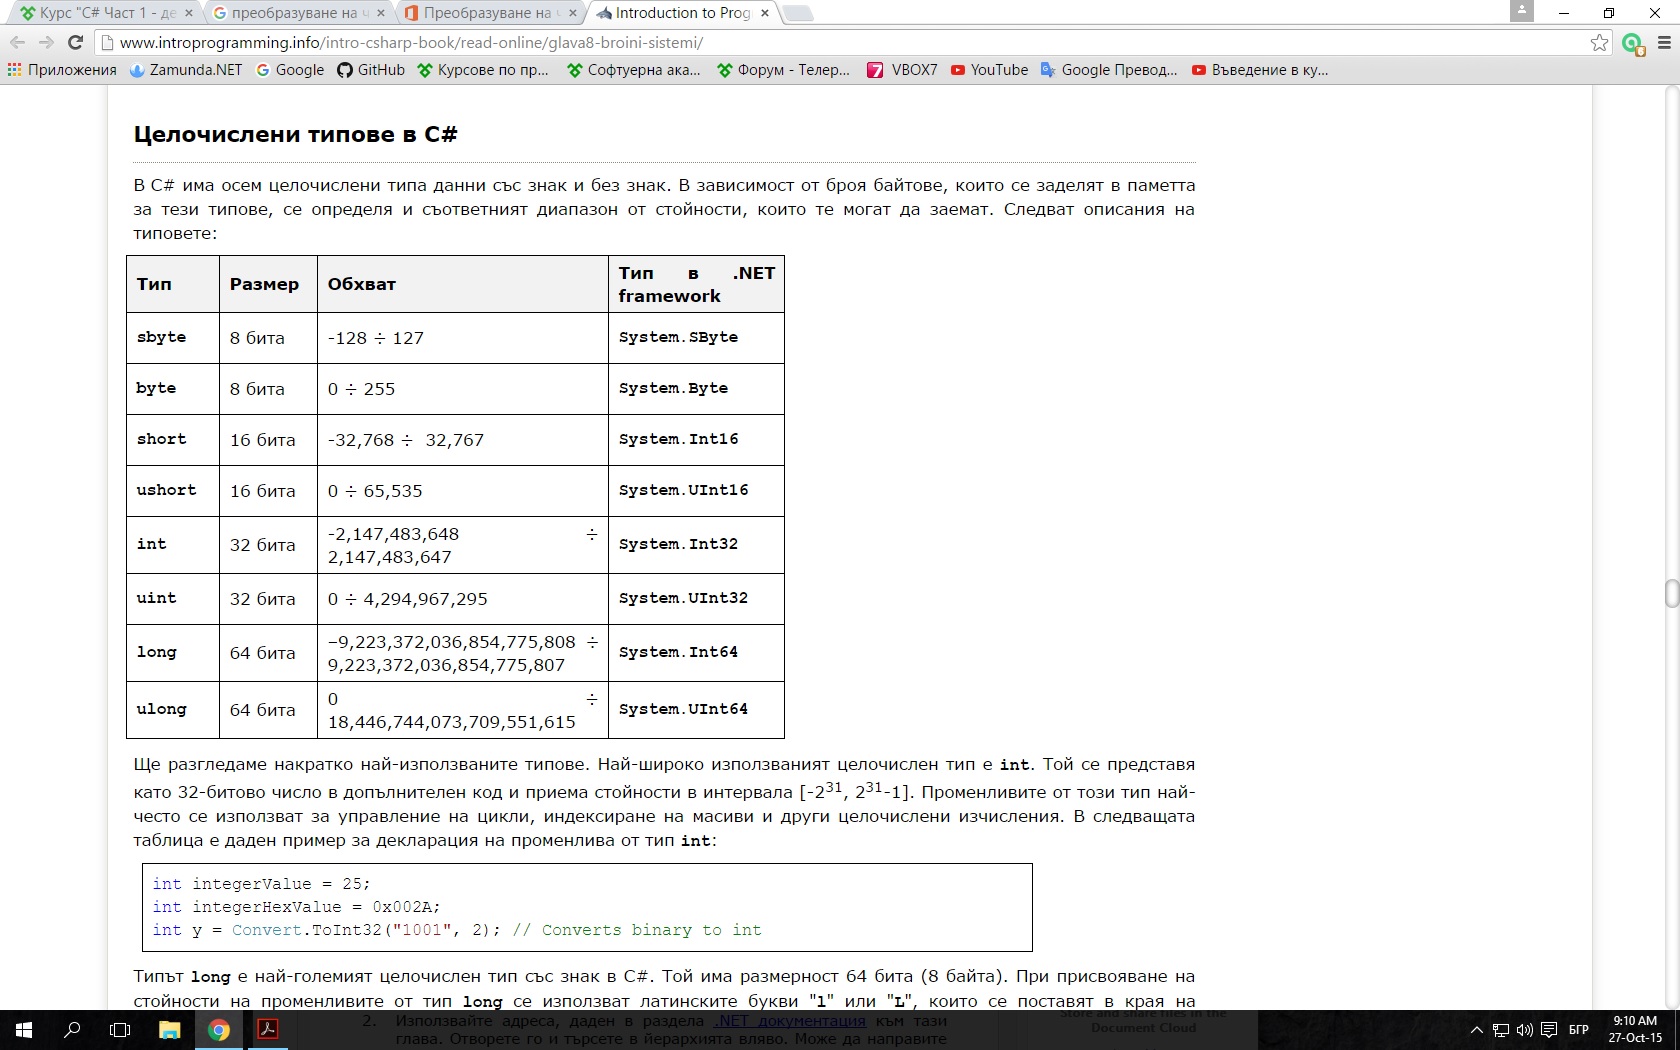 Курс "C# Част 1 - де
преобразуване на ч
Преобразуване на ч
Introduction to Prog
www.introprogramming.info/intro-csharp-book/read-online/glava8-broini-sistemi/
Приложения Zamunda.NET Google GitHub Курсове по пр... Софтуерна ака... Форум - Телер... VBOX7 YouTube Google Превод... Въведение в ку...
Целочислени типове в C#
В C# има осем целочислени типа данни със знак и без знак. В зависимост от броя байтове, които се заделят в паметта
за тези типове, се определя и съответният диапазон от стойности, които те могат да заемат. Следват описания на
типовете:
Тип Размер Обхват Тип в .NET
framework
sbyte 8 бита -128 ÷ 127 System.SByte
byte 8 бита 0 ÷ 255 System.Byte
short 16 бита -32,768 ÷ 32,767 System.Int16
ushort 16 бита 0 ÷ 65,535 System.UInt16
int 32 бита -2,147,483,648 ÷
2,147,483,647 System.Int32
uint 32 бита 0 ÷ 4,294,967,295 System.UInt32
long 64 бита –9,223,372,036,854,775,808 ÷
9,223,372,036,854,775,807 System.Int64
ulong 64 бита 0 ÷
18,446,744,073,709,551,615 System.UInt64
Ще разгледаме накратко най-използваните типове. Най-широко използваният целочислен тип е int. Той се представя
като 32-битово число в допълнителен код и приема стойности в интервала [-2^31, 2^31-1]. Променливите от този тип най-
често се използват за управление на цикли, индексиране на масиви и други целочислени изчисления. В следващата
таблица е даден пример за декларация на променлива от тип int:
int integerValue = 25;
int integerHexValue = 0x002A;
int y = Convert.ToInt32("1001", 2); // Converts binary to int
Типът long е най-големият целочислен тип със знак в C#. Той има размерност 64 бита (8 байта). При присвояване на
стойности на променливите от тип long се използват латинските букви "l" или "L", които се поставят в края на
2. Използвайте адреса, даден в раздела .NET документация към тази
глава. Отворете го и търсете в йерархията вляво. Може да направите
Store and share files in the
Document Cloud
БГР
9:10 AM
27-Oct-15